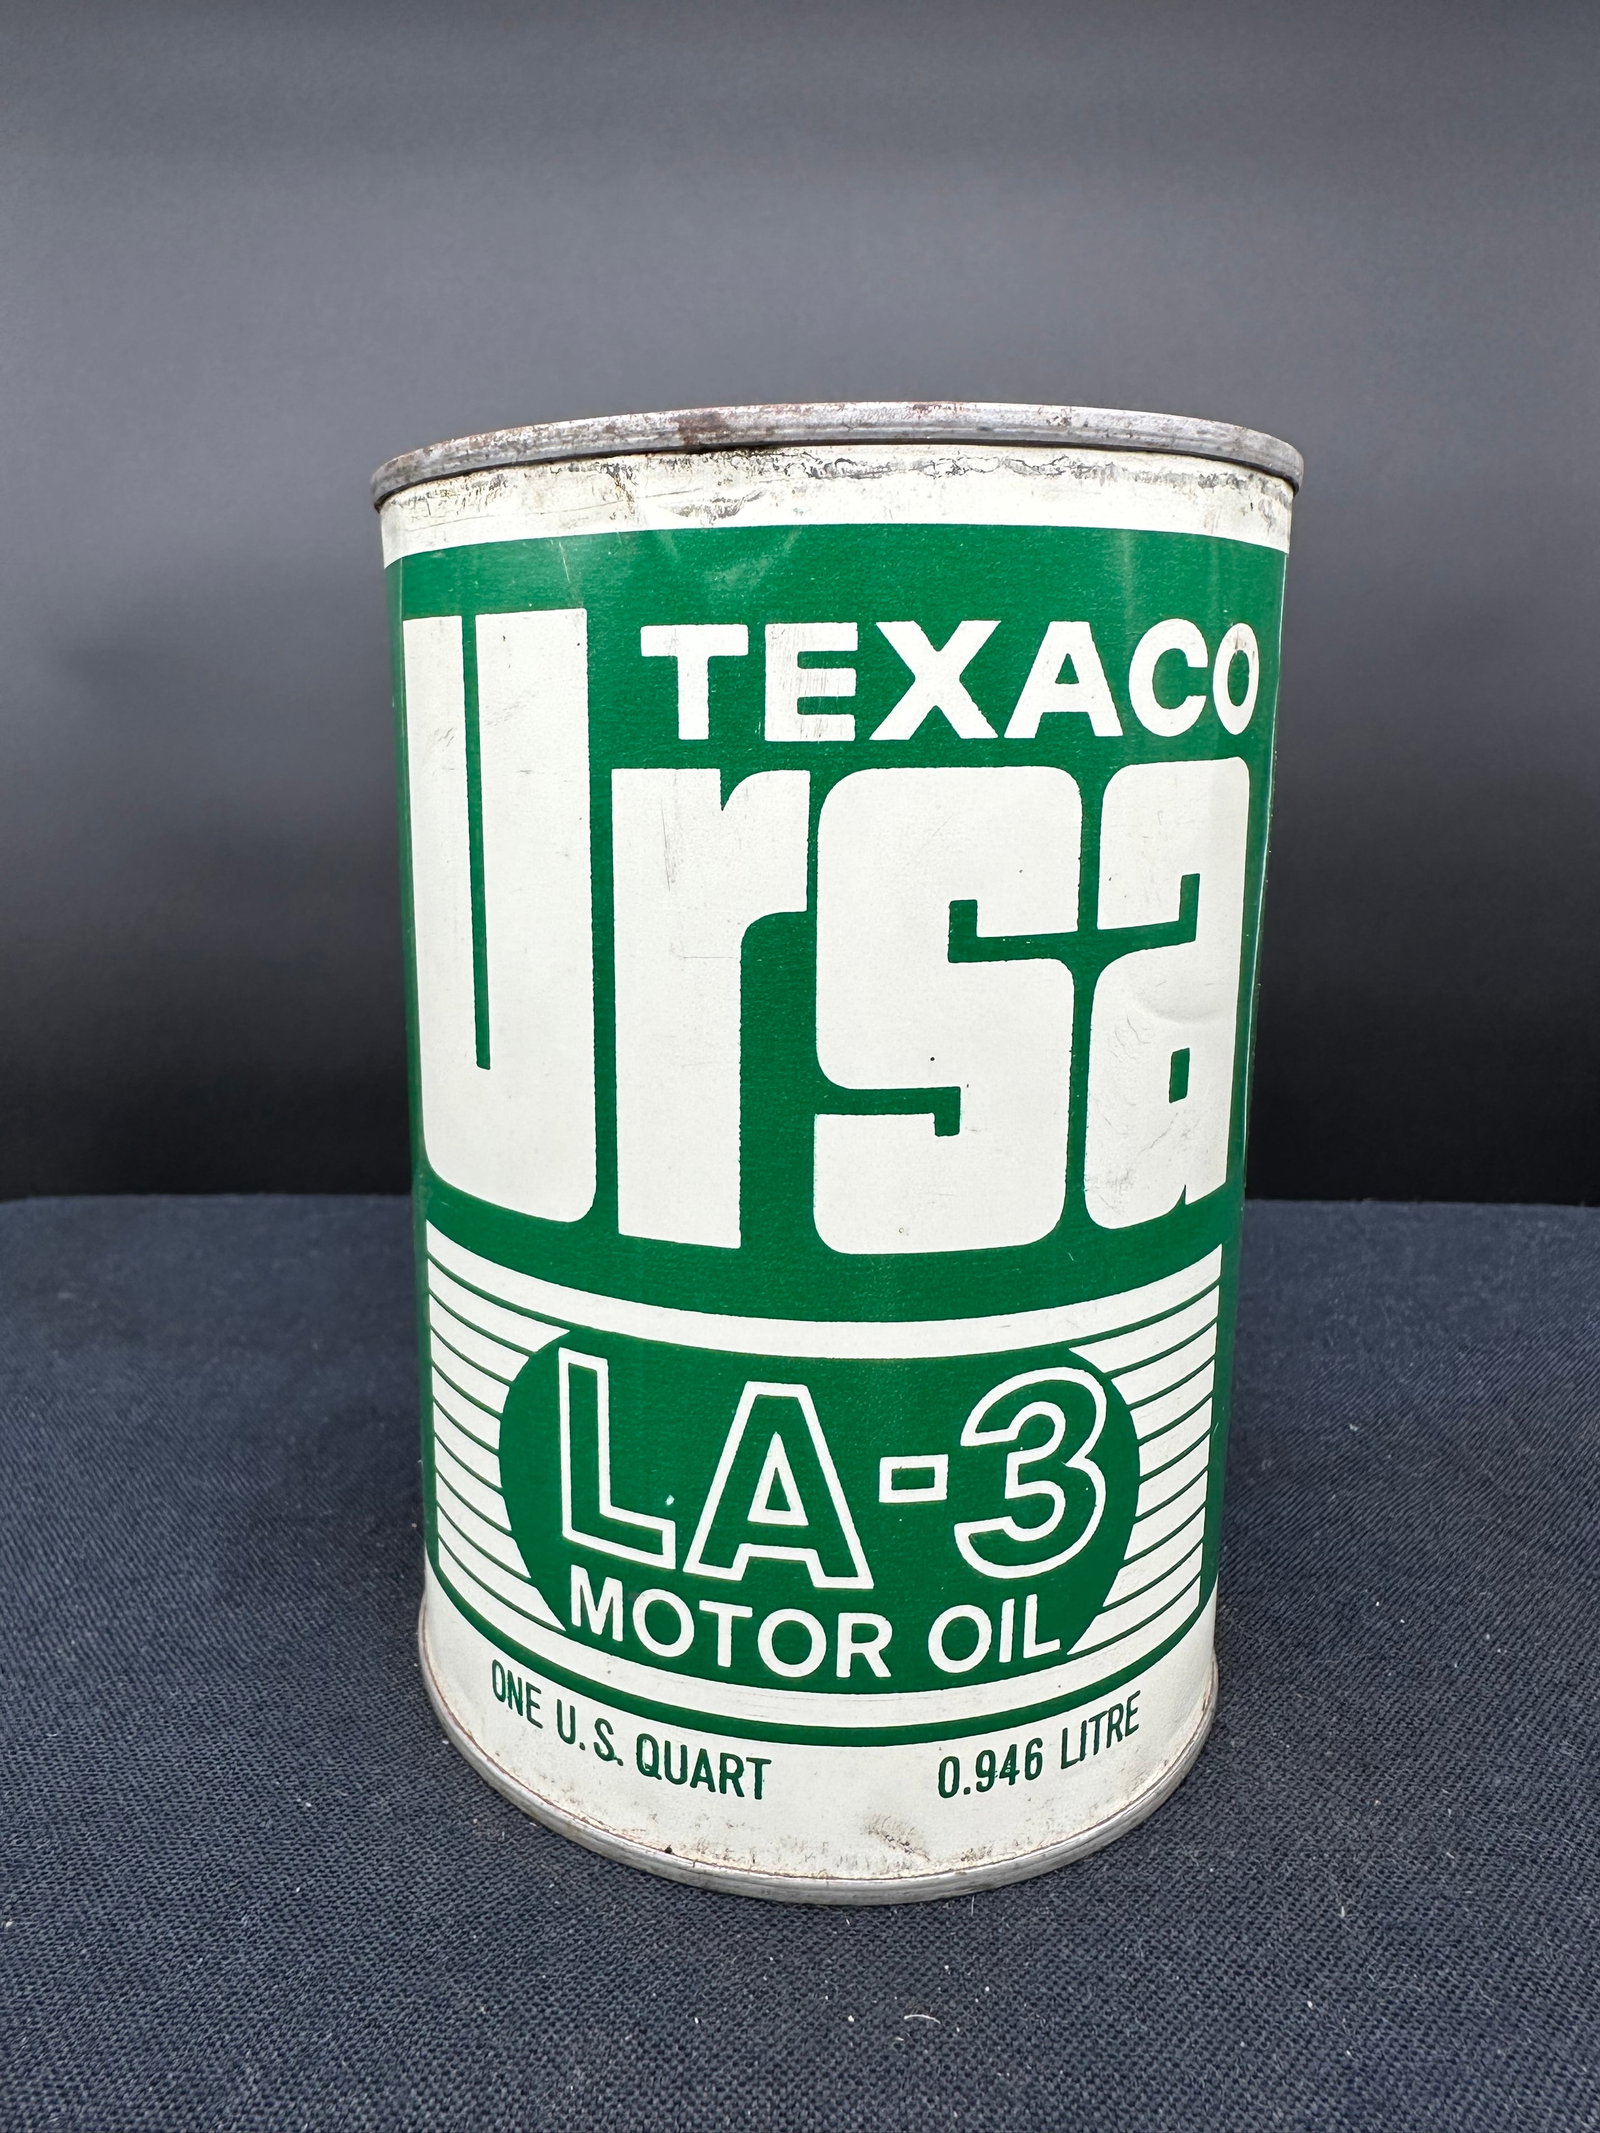 TEXACO
Ursa
LA-3
MOTOR OIL
ONE U.S. QUART
0.946 LITRE